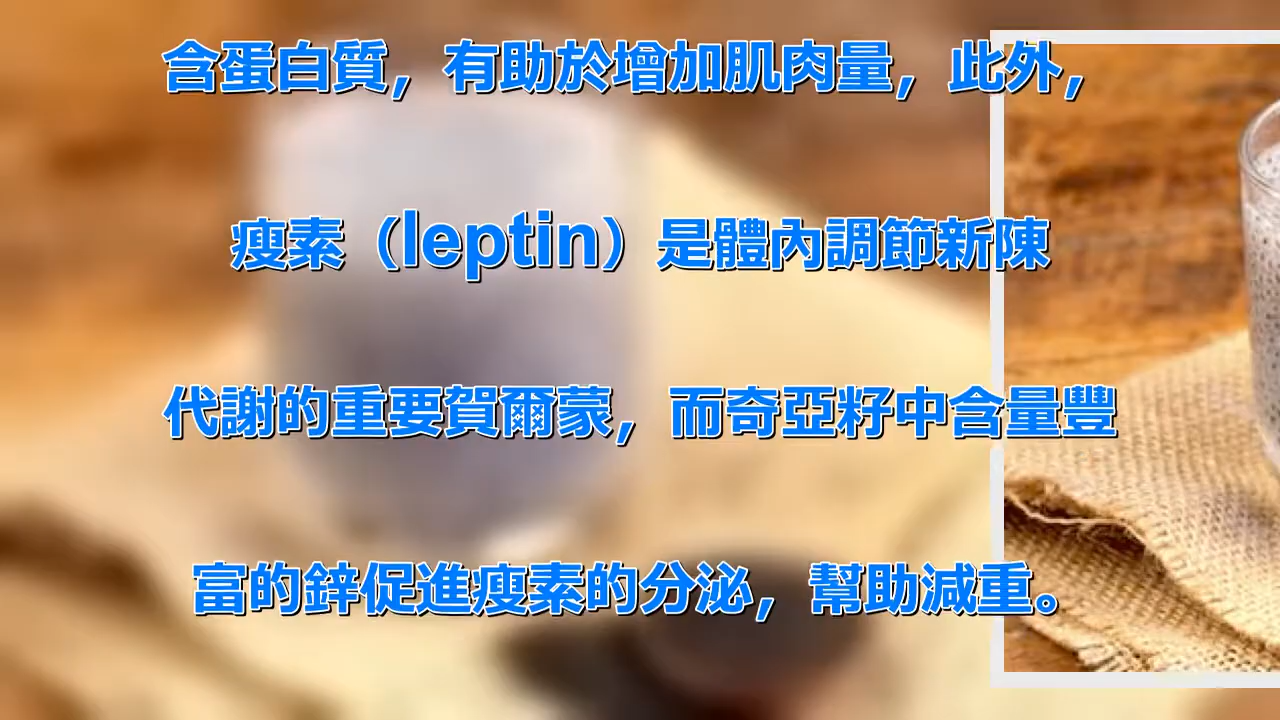 含蛋白質，有助於增加肌肉量，此外，
瘦素（leptin）是體內調節新陳
代謝的重要賀爾蒙，而奇亞籽中含量豐
富的鋅促進瘦素的分泌，幫助減重。